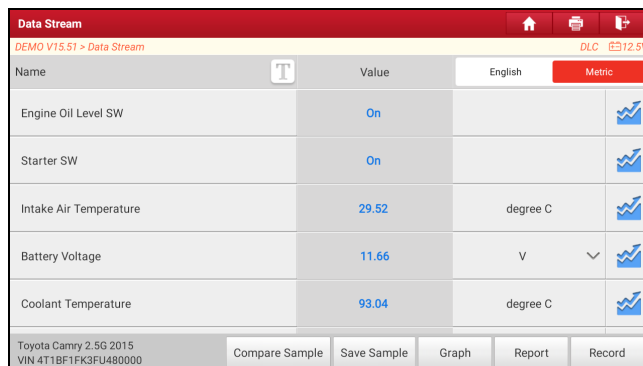 Data Stream
DEMO V15.51 > Data Stream DLC 12.5V
Name T Value English Metric
Engine Oil Level SW On
Starter SW On
Intake Air Temperature 29.52 degree C
Battery Voltage 11.66 V
Coolant Temperature 93.04 degree C
Toyota Camry 2.5G 2015
VIN 4T1BF1FK3FU480000
Compare Sample Save Sample Graph Report Record